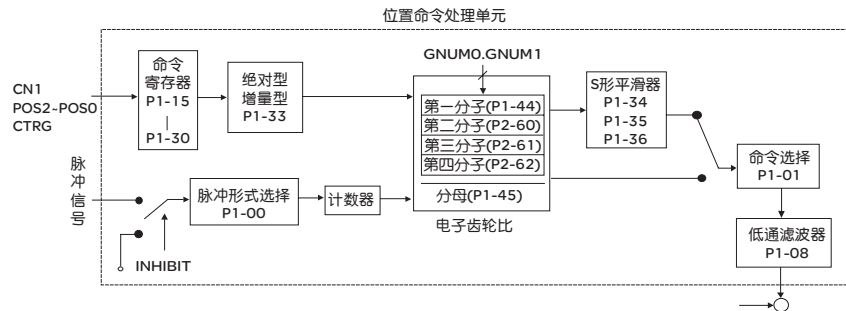 位置命令处理单元
CN1
POS2~POS0
CTRG
命令
寄存器
P1-15
P1-30
绝对型
增量型
P1-33
GNUM0.GNUM1
第一分子(P1-44)
第二分子(P2-60)
第三分子(P2-61)
第四分子(P2-62)
分母(P1-45)
电子齿轮比
S形平滑器
P1-34
P1-35
P1-36
命令选择
P1-01
低通滤波器
P1-08
脉冲信号
INHIBIT
脉冲形式选择
P1-00
计数器